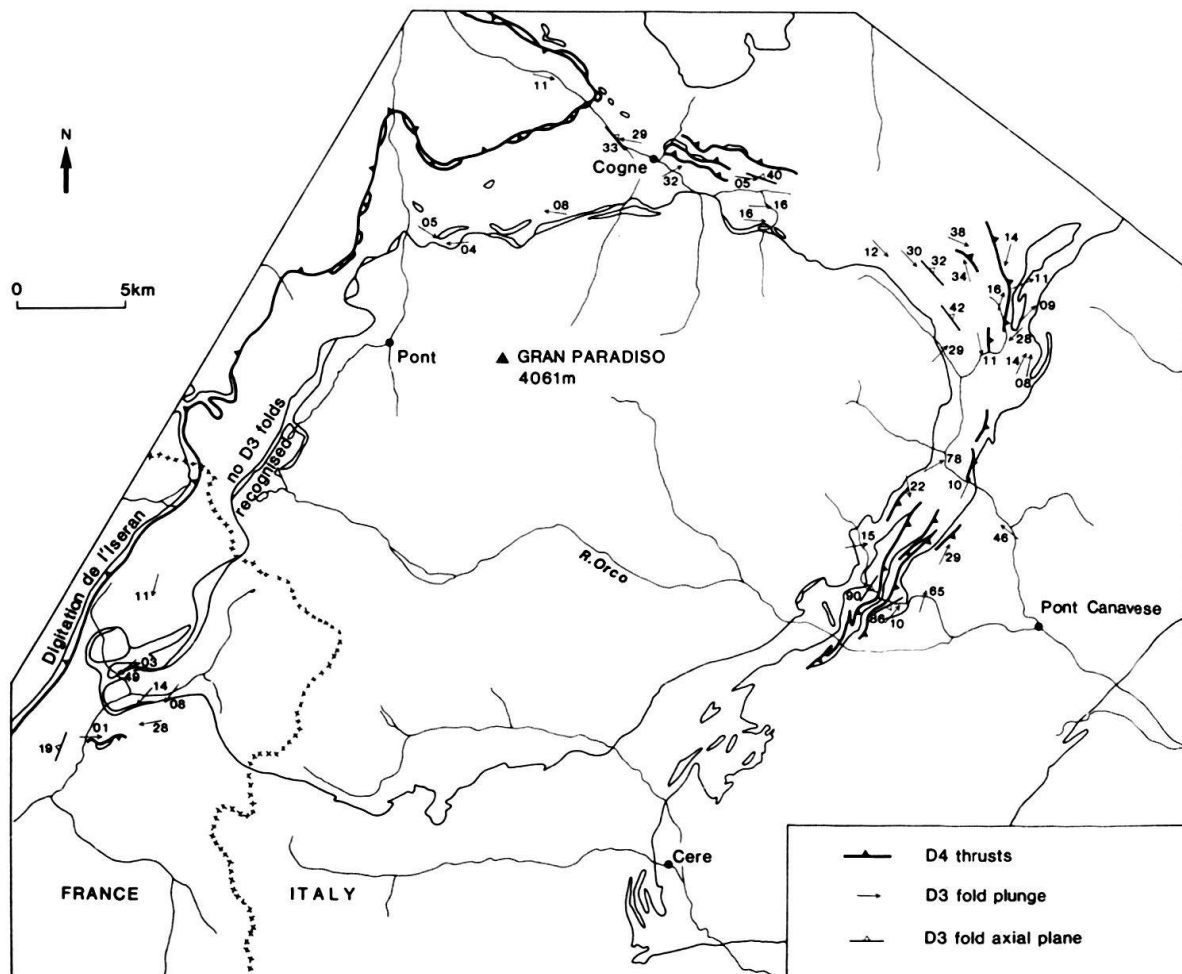 11
N
29
33
Cogne
32
40
05
16
16
08
05
04
0 5km
12
30
32
38
34
14
16
11
09
42
29
28
11
14
08
Pont
GRAN PARADISO
4061m
no D3 folds
recognised
78
10
22
15
46
29
R.Orco
Digitation de l'Iseran
11
90
86
10
65
Pont Canavese
03
49
14
08
01
28
19
Cere
FRANCE
ITALY
D4 thrusts
D3 fold plunge
D3 fold axial plane